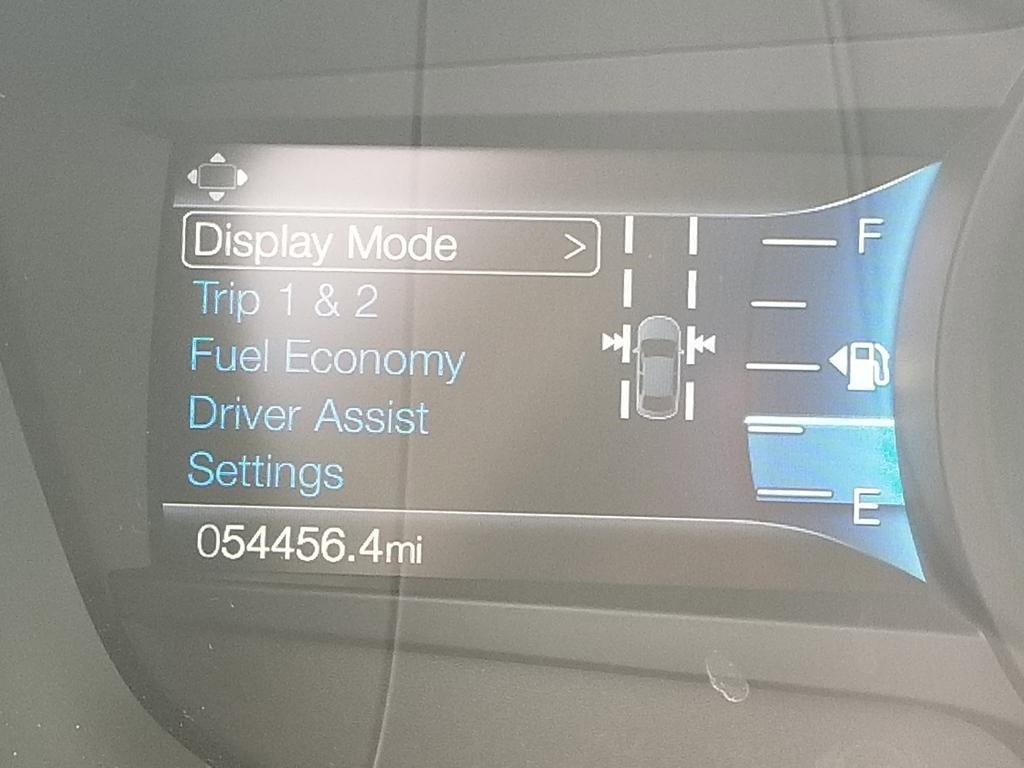 Display Mode >
Trip 1 & 2
Fuel Economy
Driver Assist
Settings
054456.4mi
F
E